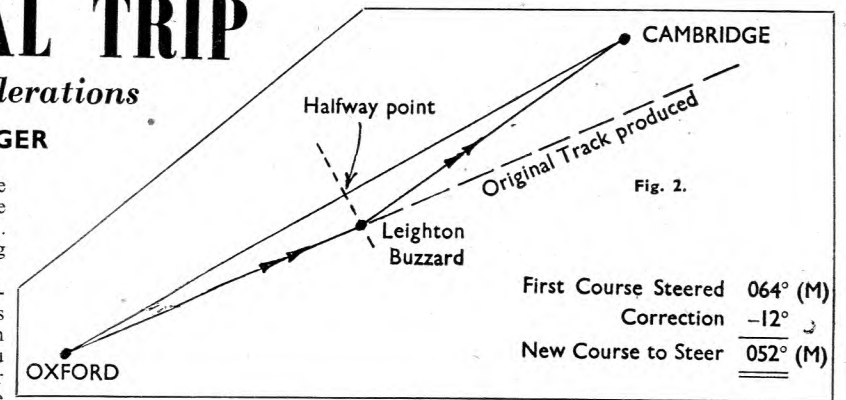 AL TRIP
lerations
GER
CAMBRIDGE
Halfway point
Original Track produced
Fig. 2.
Leighton
Buzzard
First Course Steered 064° (M)
Correction –12°
New Course to Steer 052° (M)
OXFORD